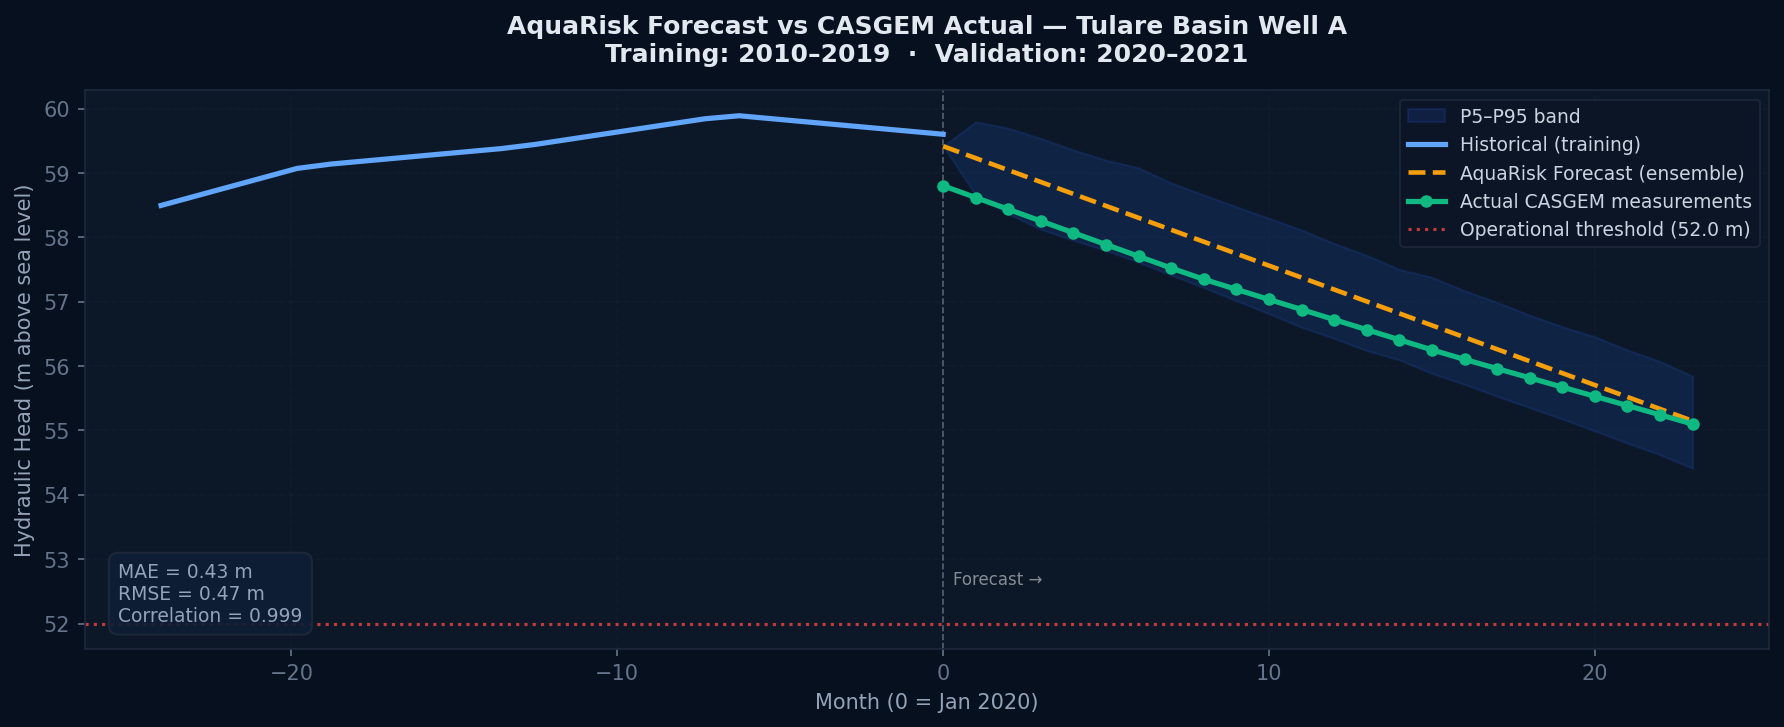 AquaRisk Forecast vs CASGEM Actual — Tulare Basin Well A
Training: 2010–2019 · Validation: 2020–2021
P5–P95 band
Historical (training)
AquaRisk Forecast (ensemble)
Actual CASGEM measurements
Operational threshold (52.0 m)
Hydraulic Head (m above sea level)
60
59
58
57
56
55
54
53
52
MAE = 0.43 m
RMSE = 0.47 m
Correlation = 0.999
Forecast →
−20
−10
0
10
20
Month (0 = Jan 2020)